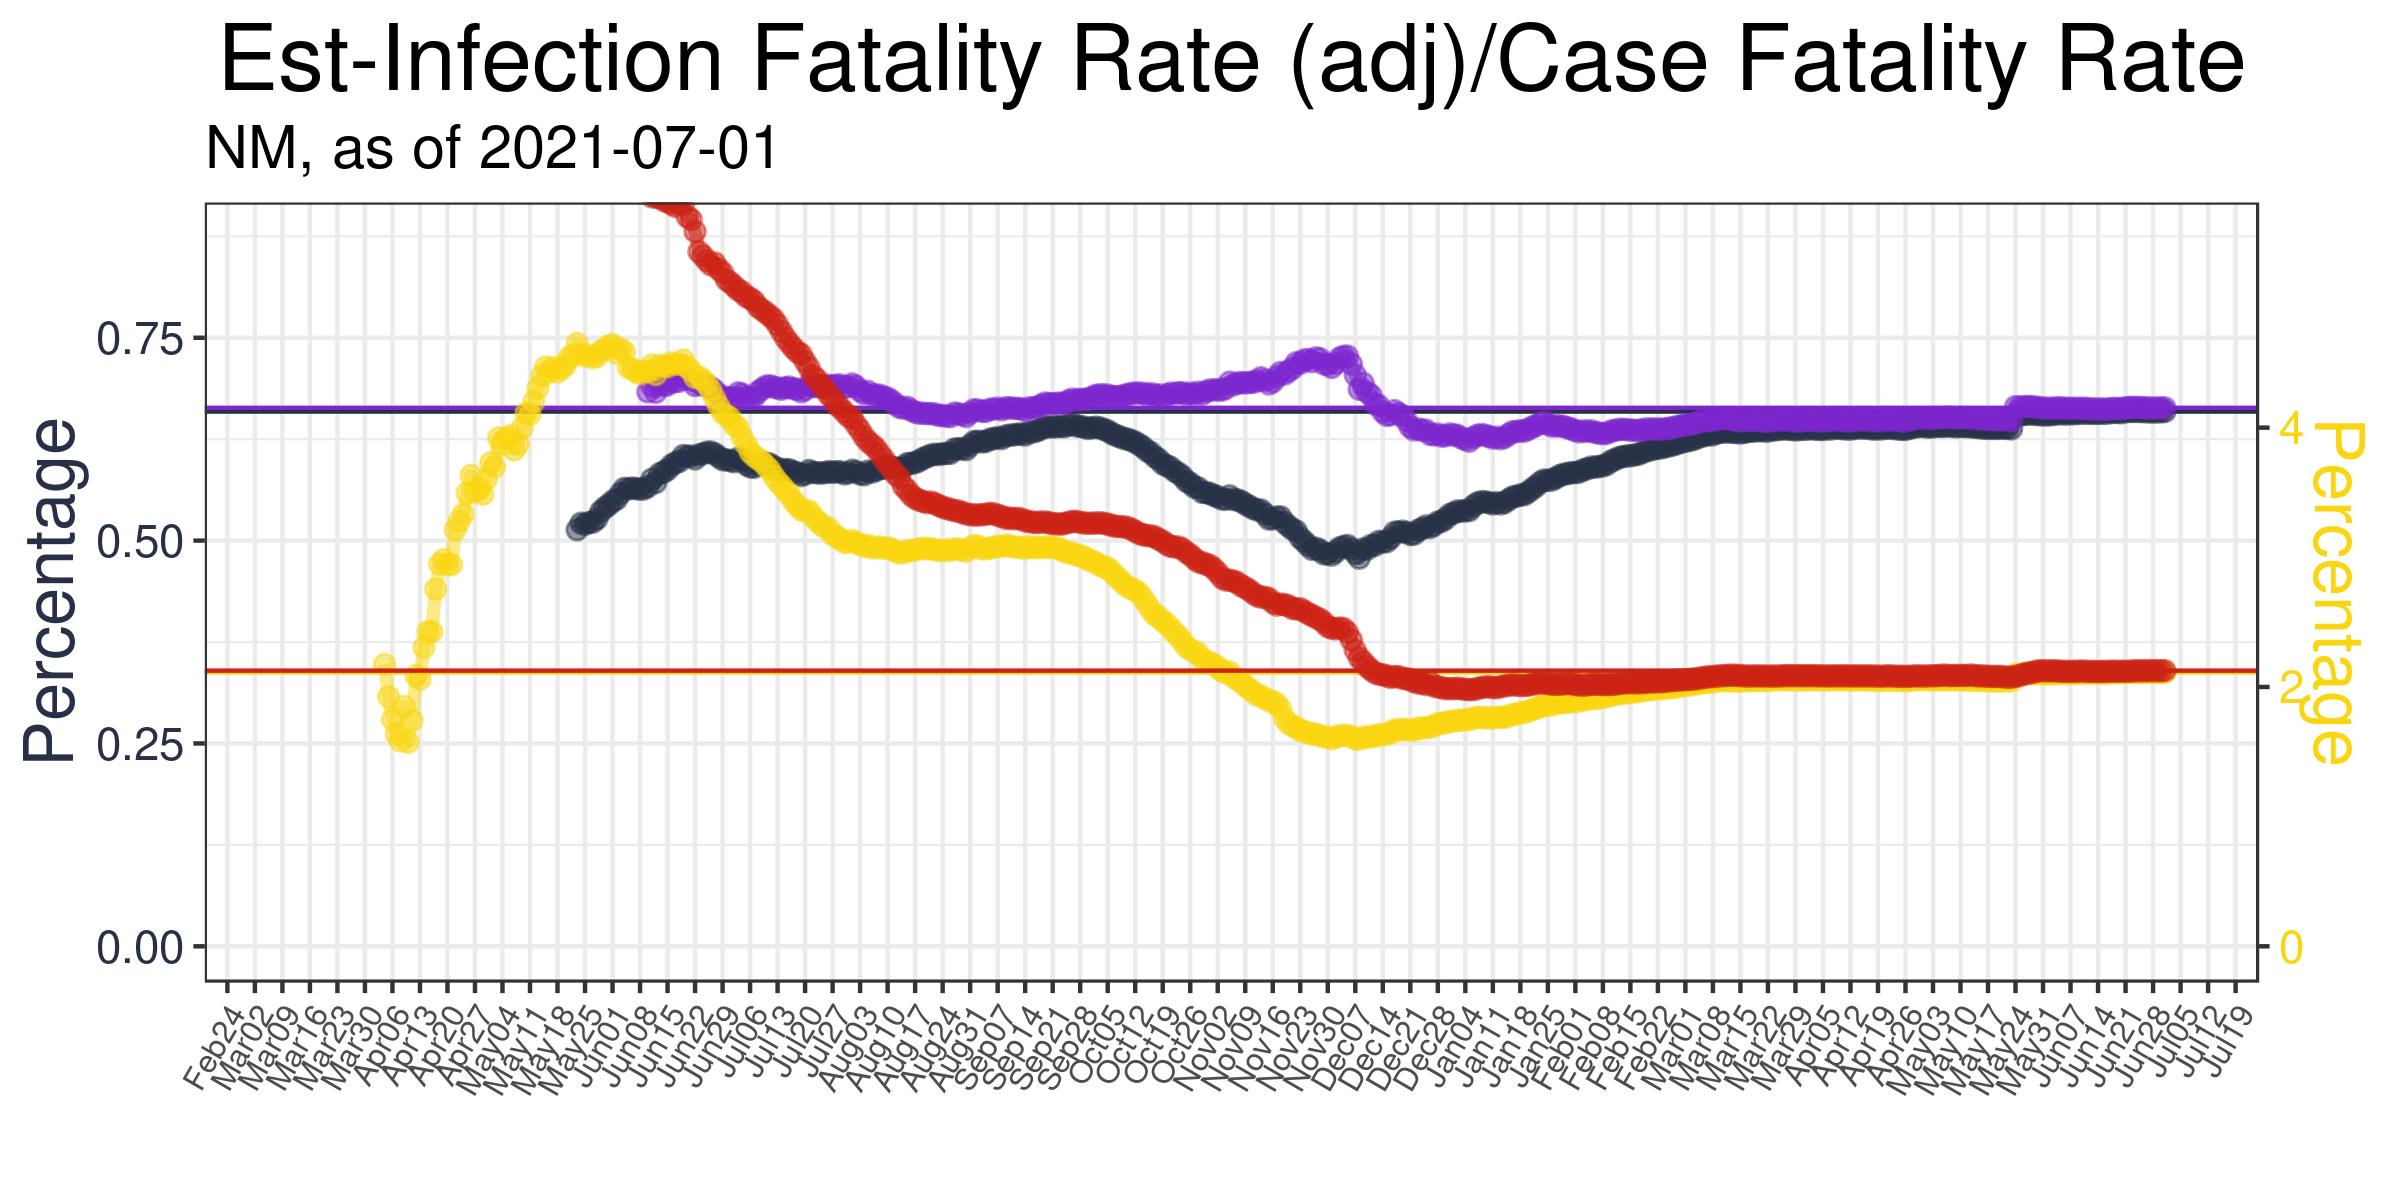 Est-Infection Fatality Rate (adj)/Case Fatality Rate
NM, as of 2021-07-01
Percentage
0.75
0.50
0.25
0.00
4
2
0
Percentage
Feb24
Mar02
Mar09
Mar16
Mar23
Mar30
Apr06
Apr13
Apr20
Apr27
May04
May11
May18
May25
Jun01
Jun08
Jun15
Jun22
Jun29
Jul06
Jul13
Jul20
Jul27
Aug03
Aug10
Aug17
Aug24
Aug31
Sep07
Sep14
Sep21
Sep28
Oct05
Oct12
Oct19
Oct26
Nov02
Nov09
Nov16
Nov23
Nov30
Dec07
Dec14
Dec21
Dec28
Jan04
Jan11
Jan18
Jan25
Feb01
Feb08
Feb15
Feb22
Mar01
Mar08
Mar15
Mar22
Mar29
Apr05
Apr12
Apr19
Apr26
May03
May10
May17
May24
May31
Jun07
Jun14
Jun21
Jun28
Jul05
Jul12
Jul19